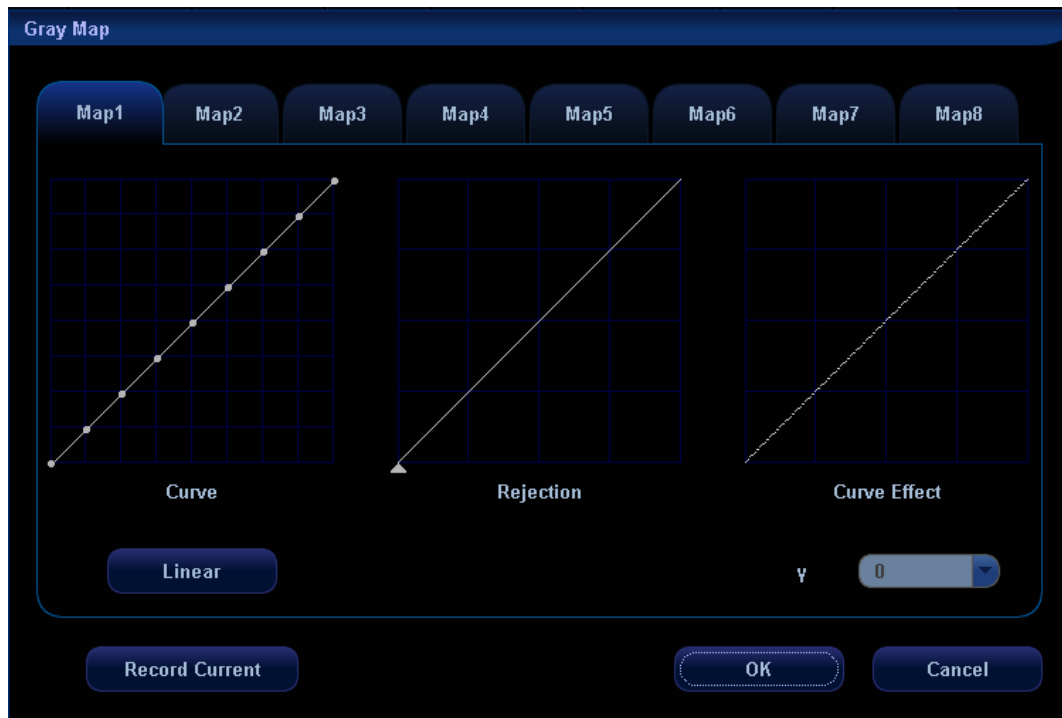 Gray Map
Map1 Map2 Map3 Map4 Map5 Map6 Map7 Map8
Curve Rejection Curve Effect
Linear γ 0
Record Current OK Cancel